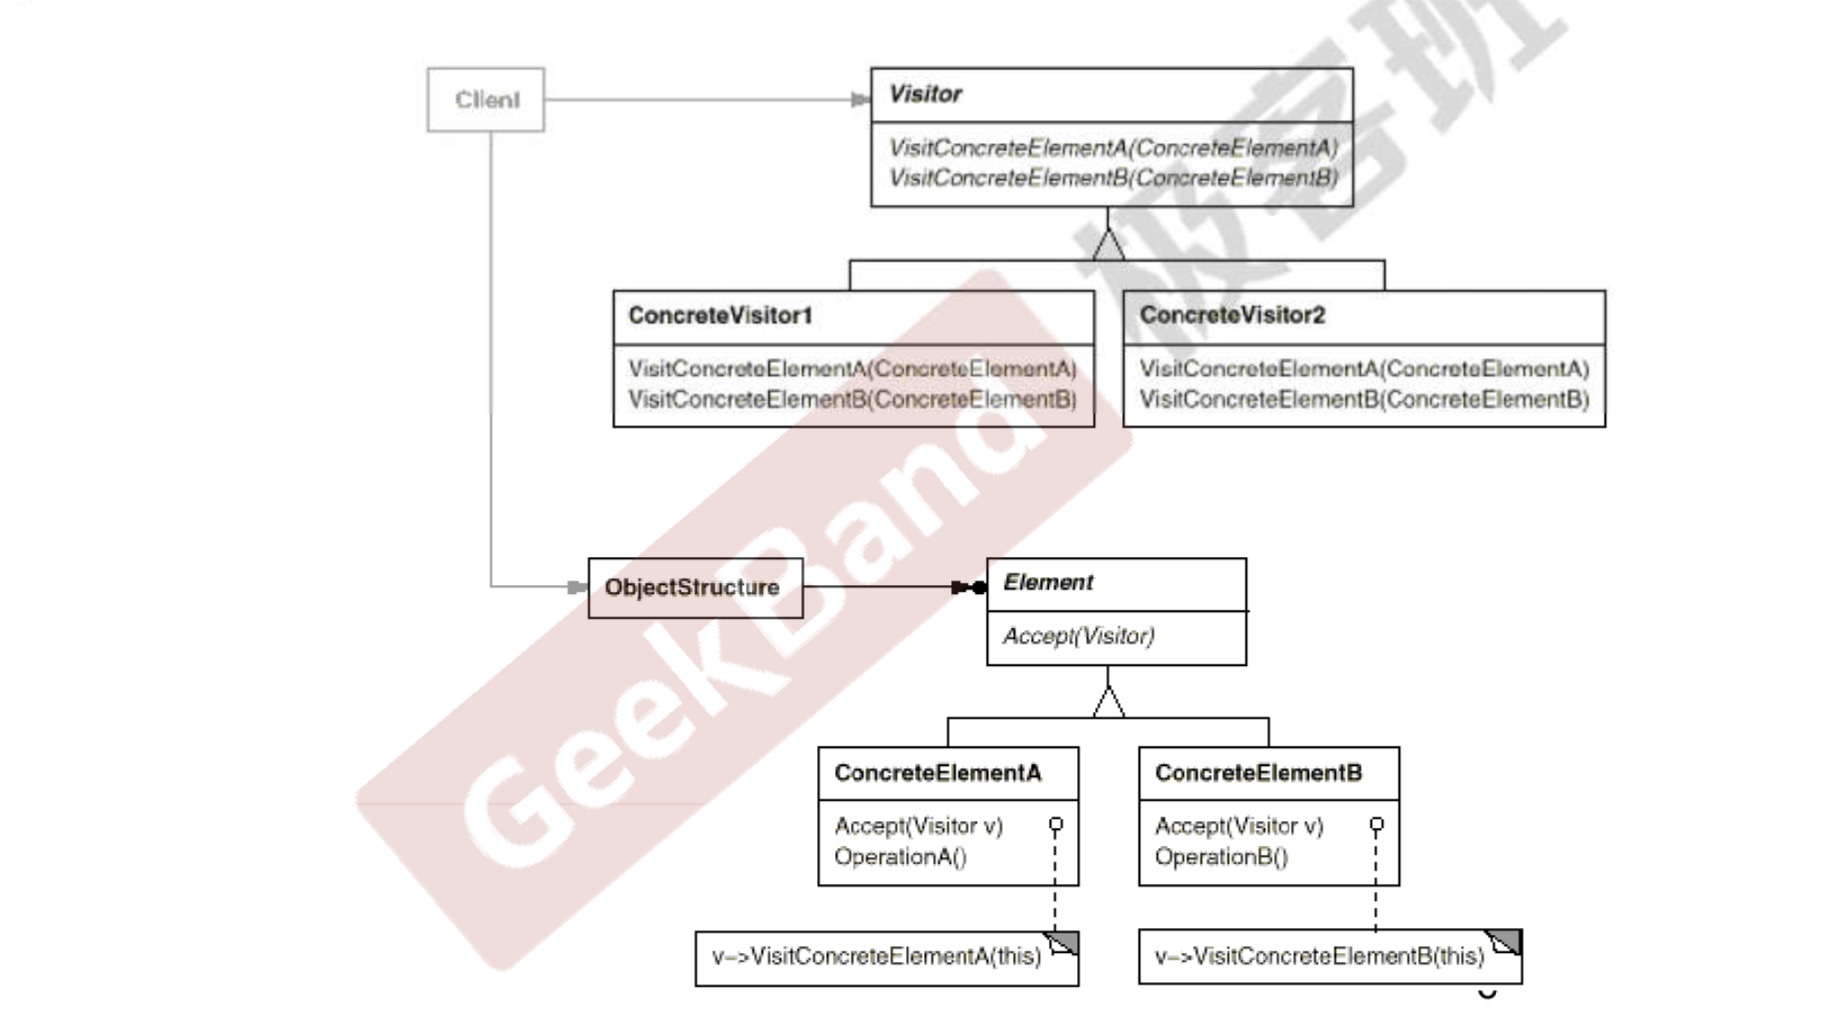 Client
Visitor
VisitConcreteElementA(ConcreteElementA)
VisitConcreteElementB(ConcreteElementB)
ConcreteVisitor1
VisitConcreteElementA(ConcreteElementA)
VisitConcreteElementB(ConcreteElementB)
ConcreteVisitor2
VisitConcreteElementA(ConcreteElementA)
VisitConcreteElementB(ConcreteElementB)
ObjectStructure
Element
Accept(Visitor)
ConcreteElementA
Accept(Visitor v)
OperationA()
ConcreteElementB
Accept(Visitor v)
OperationB()
v->VisitConcreteElementA(this)
v->VisitConcreteElementB(this)
GeekBand
极客班